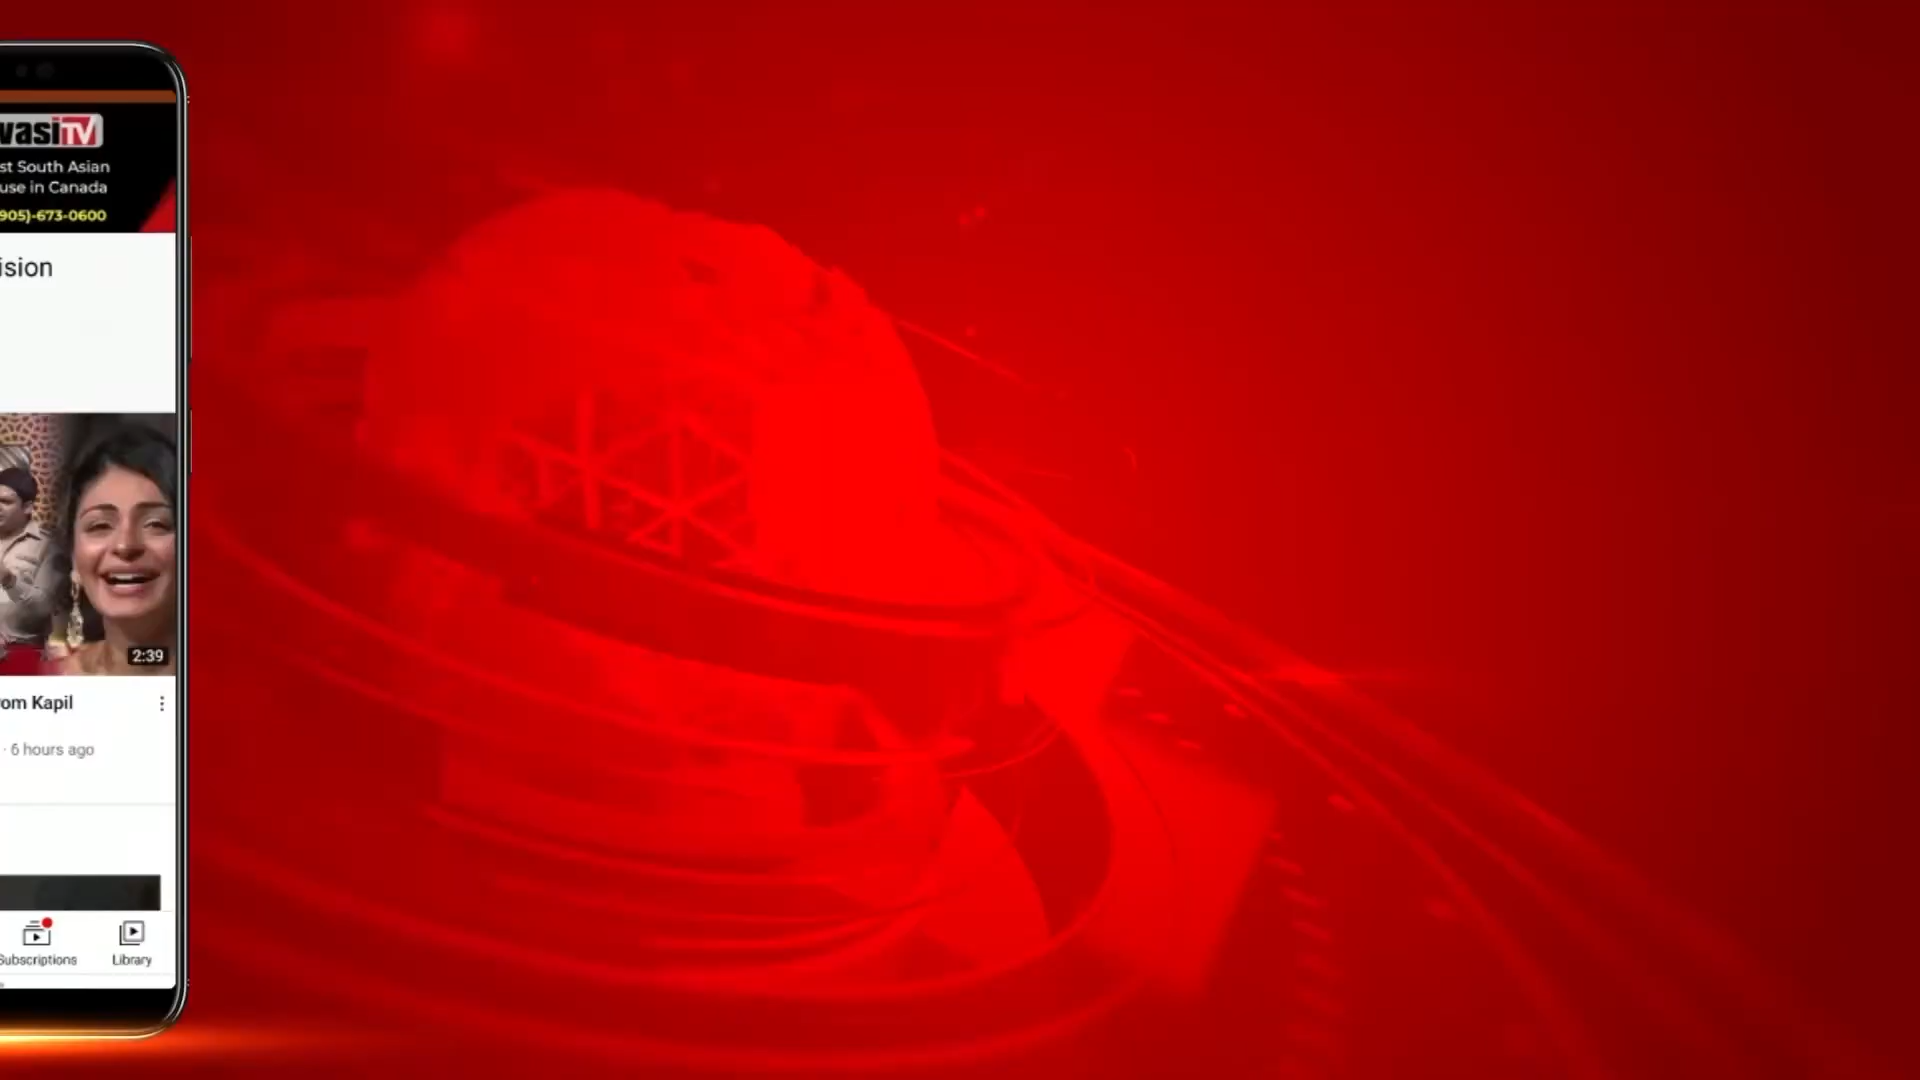 vasiTV
st South Asian
use in Canada
905)-673-0600
ision
2:39
om Kapil
· 6 hours ago
Subscriptions
Library